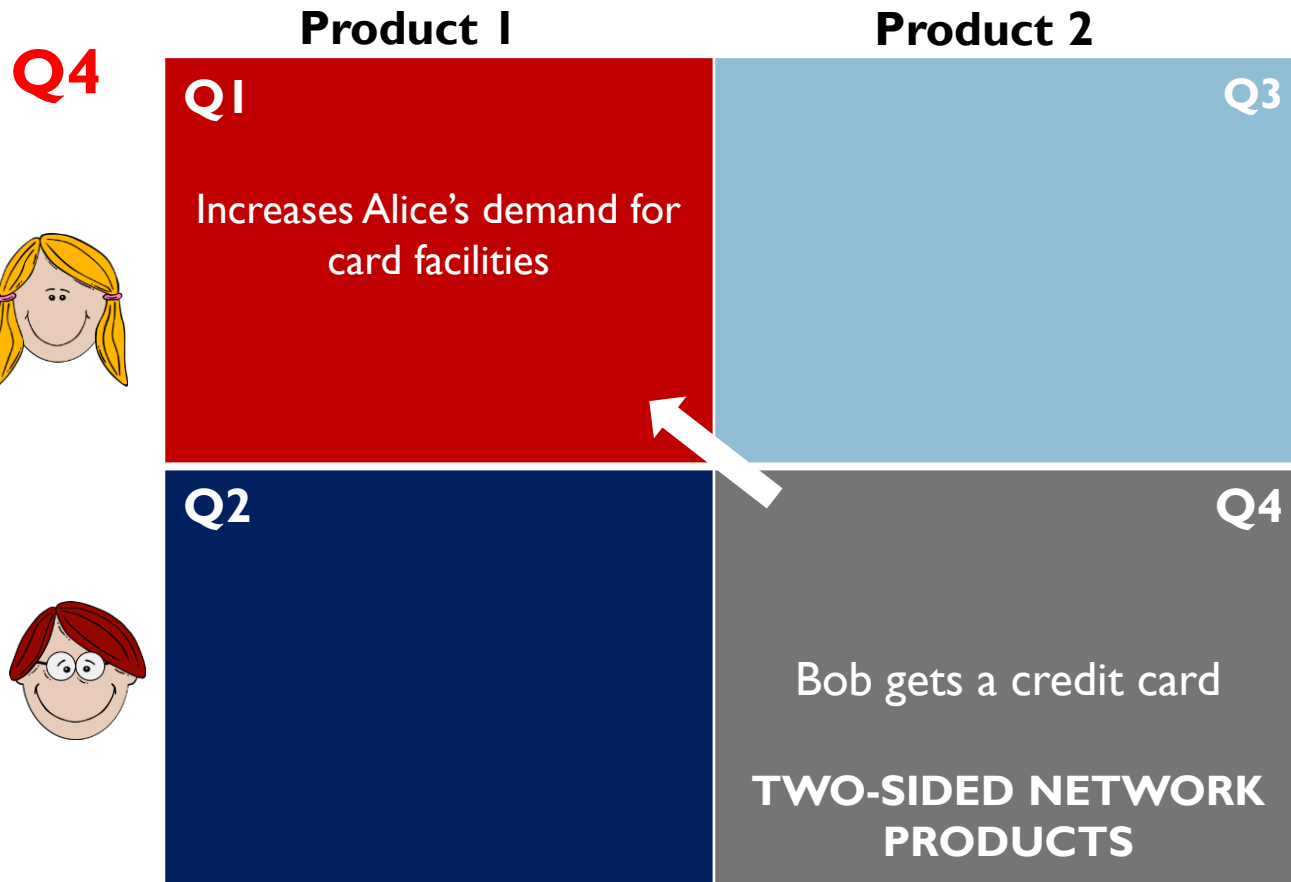 Product 1
Product 2
Q4
Q1
Q3
Increases Alice’s demand for
card facilities
Q2
Q4
Bob gets a credit card
TWO-SIDED NETWORK
PRODUCTS